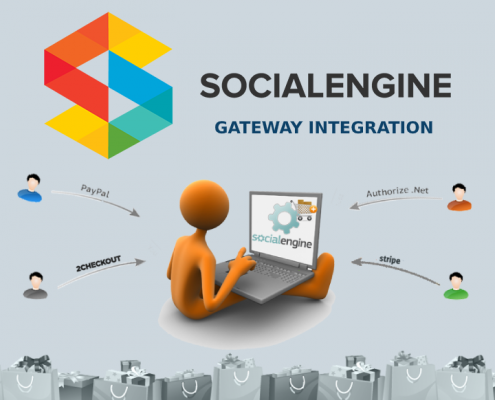 SOCIALENGINE
GATEWAY INTEGRATION
PayPal
Authorize .Net
socialengine
2CHECKOUT
stripe